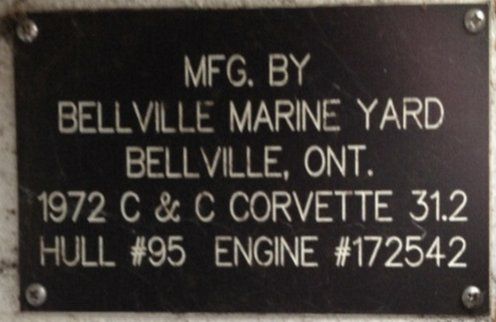 MFG. BY
BELLVILLE MARINE YARD
BELLVILLE, ONT.
1972 C & C CORVETTE 31.2
HULL #95 ENGINE #172542